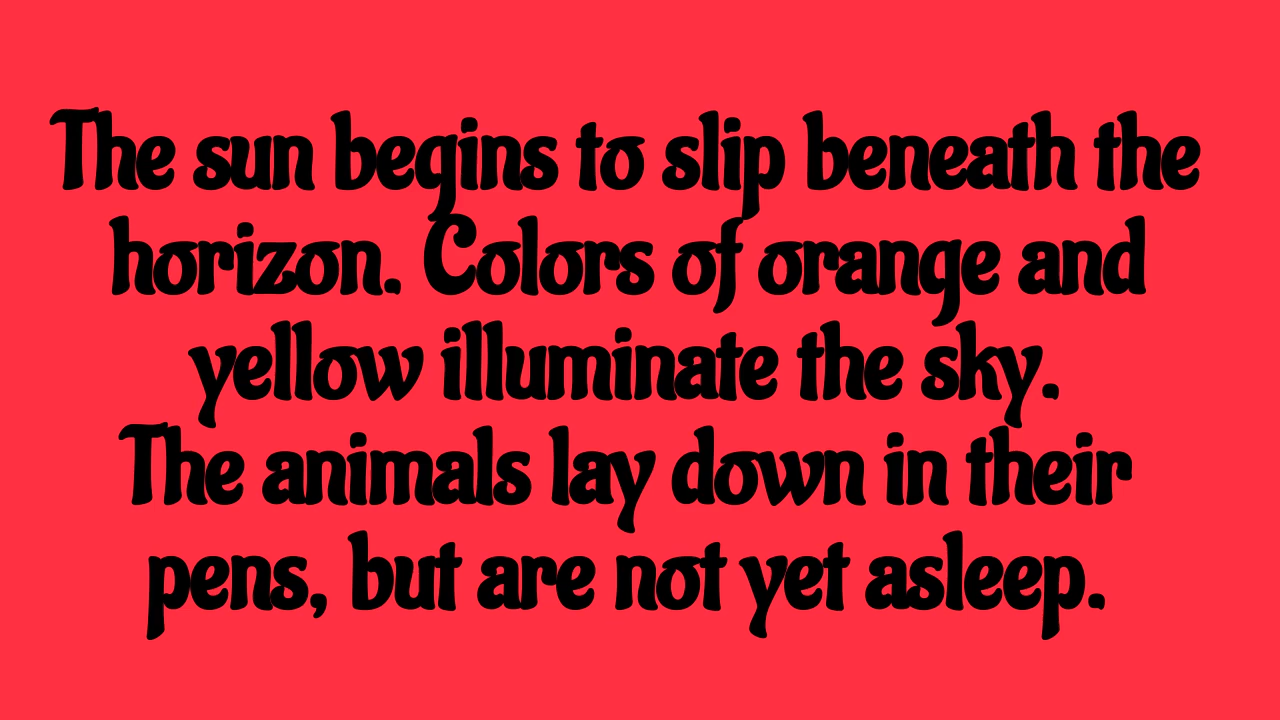 The sun begins to slip beneath the
horizon. Colors of orange and
yellow illuminate the sky.
The animals lay down in their
pens, but are not yet asleep.